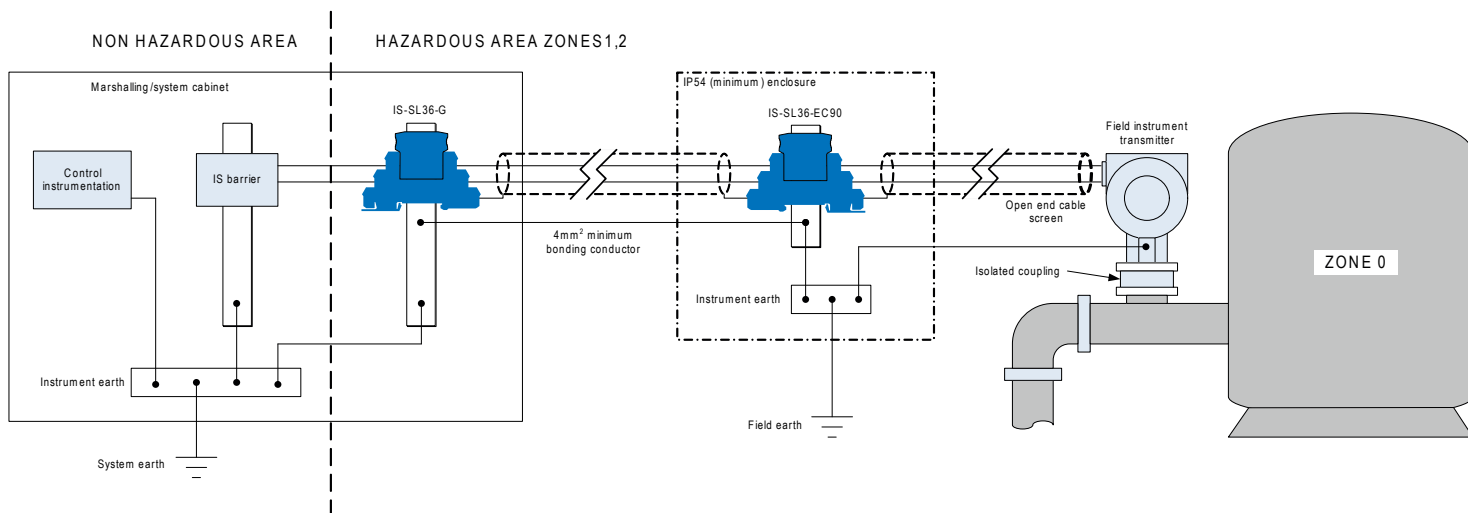 NON HAZARDOUS AREA
HAZARDOUS AREA ZONES 1,2
Marshalling/system cabinet
IP54 (minimum) enclosure
IS-SL36-G
IS-SL36-EC90
Field instrument
transmitter
Control
instrumentation
IS barrier
Open end cable
screen
4mm² minimum
bonding conductor
ZONE 0
Isolated coupling
Instrument earth
Instrument earth
Field earth
System earth